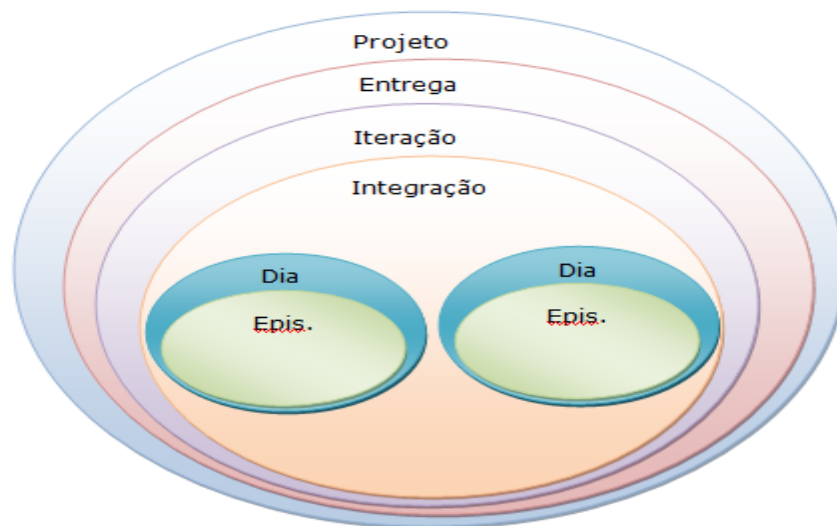 Projeto
Entrega
Iteração
Integração
Dia
Epis.
Dia
Epis.